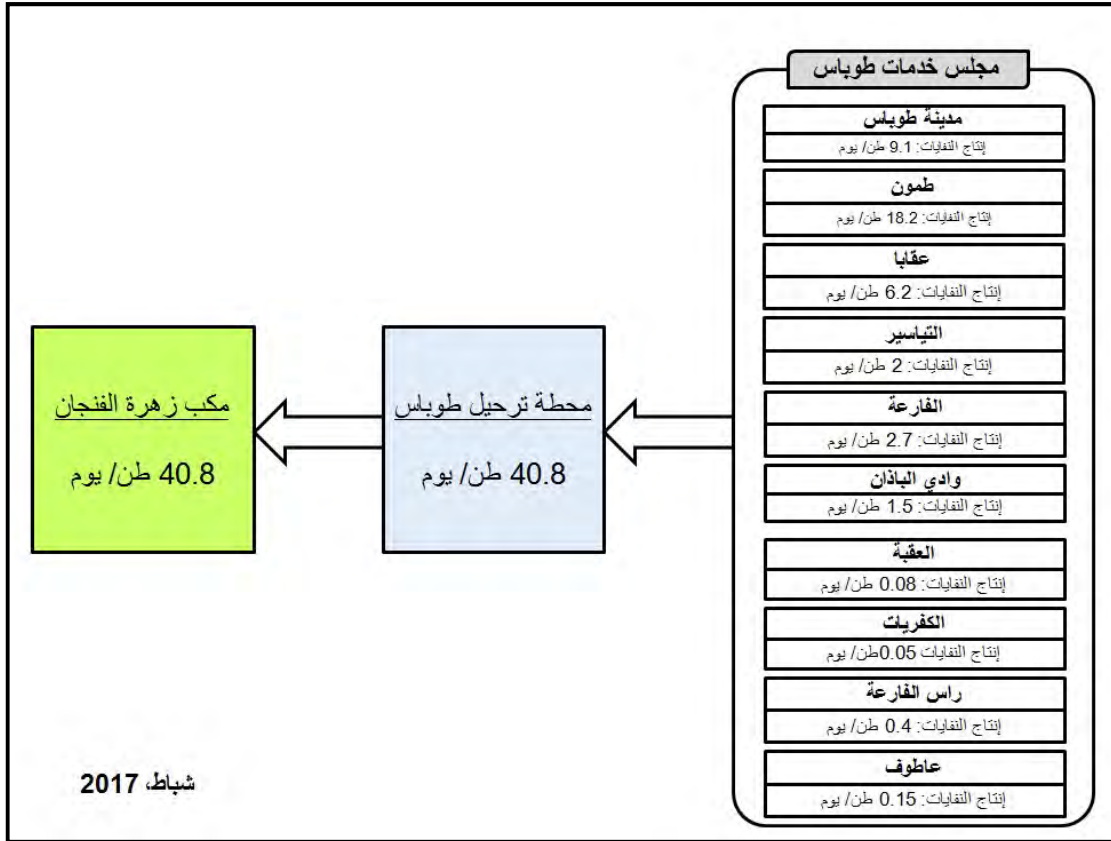 مجلس خدمات طوباس
مدينة طوباس
إنتاج النفايات: 9.1 طن/ يوم
طمون
إنتاج النفايات: 18.2 طن/ يوم
عقابا
إنتاج النفايات: 6.2 طن/ يوم
التياسير
إنتاج النفايات: 2 طن/ يوم
الفارعة
إنتاج النفايات: 2.7 طن/ يوم
وادي الباذان
إنتاج النفايات: 1.5 طن/ يوم
العقبة
إنتاج النفايات: 0.08 طن/ يوم
الكفريات
إنتاج النفايات 0.05طن/ يوم
راس الفارعة
إنتاج النفايات: 0.4 طن/ يوم
عاطوف
إنتاج النفايات: 0.15 طن/ يوم
محطة ترحيل طوباس
40.8 طن/ يوم
مكب زهرة الفنجان
40.8 طن/ يوم
شباط، 2017